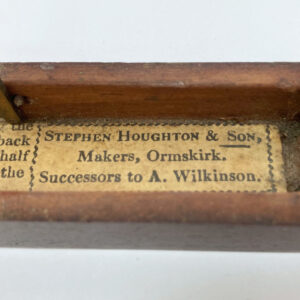 the
back
half
the
STEPHEN HOUGHTON & SON,
Makers, Ormskirk.
Successors to A. Wilkinson.